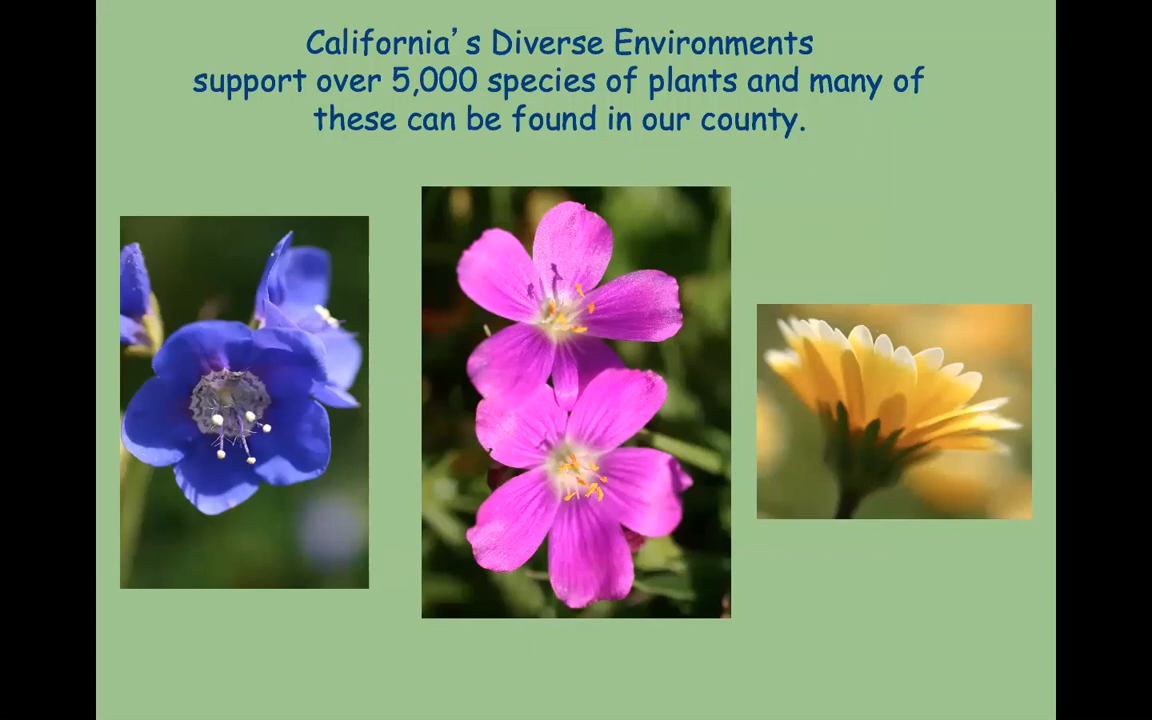 California’s Diverse Environments
support over 5,000 species of plants and many of
these can be found in our county.